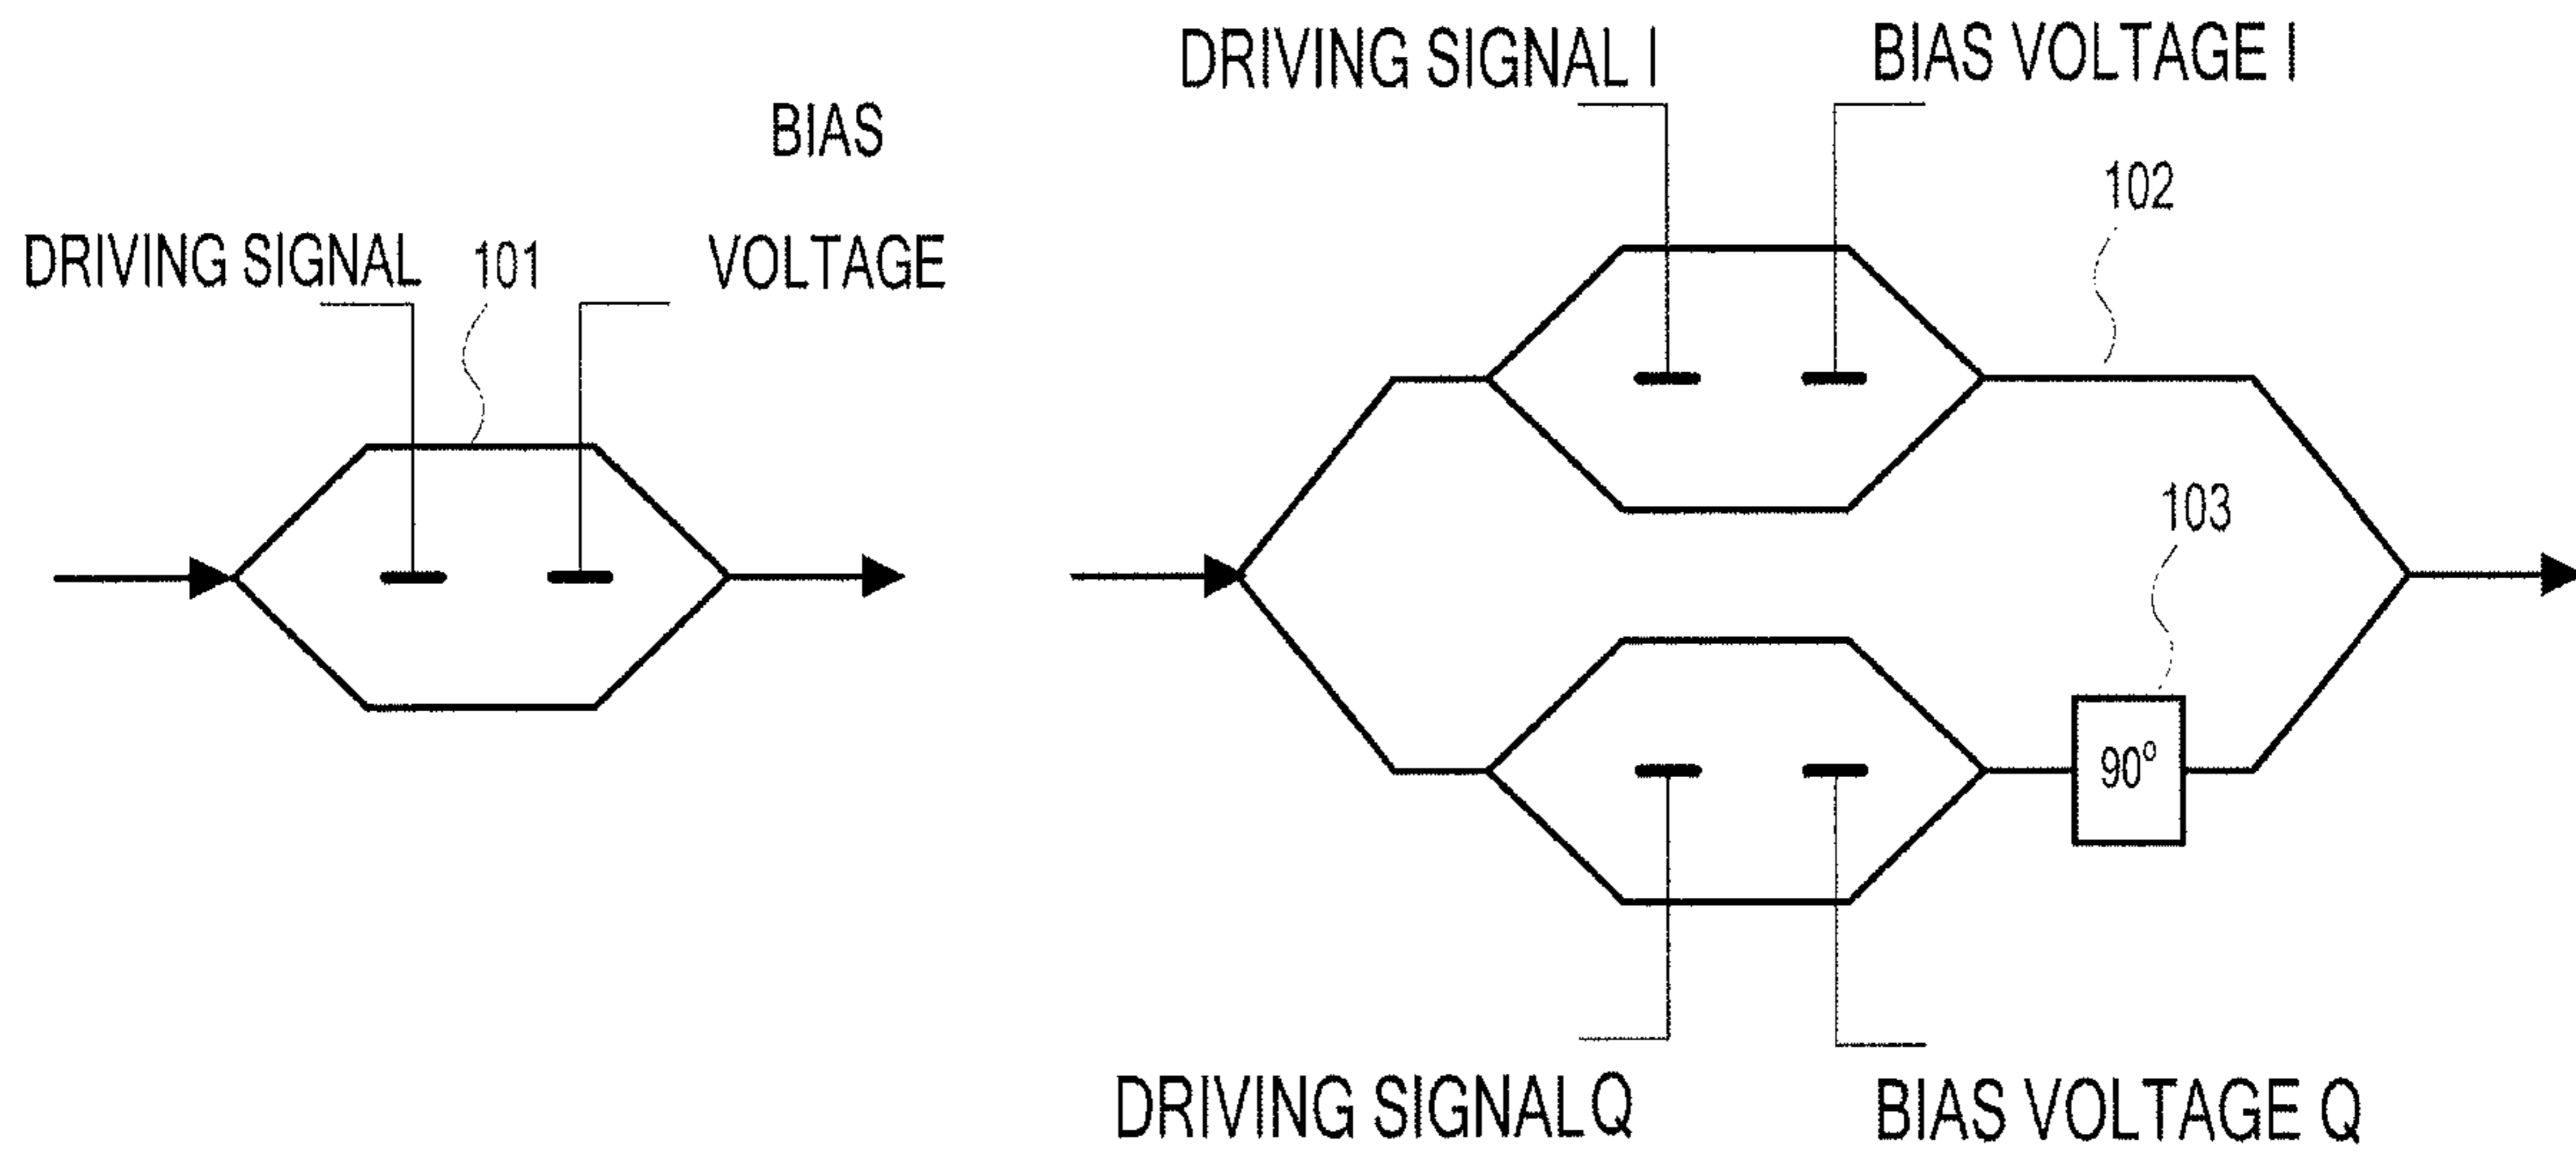 DRIVING SIGNAL I
BIAS VOLTAGE I
BIAS
VOLTAGE
DRIVING SIGNAL
101
102
103
90°
DRIVING SIGNALQ
BIAS VOLTAGE Q